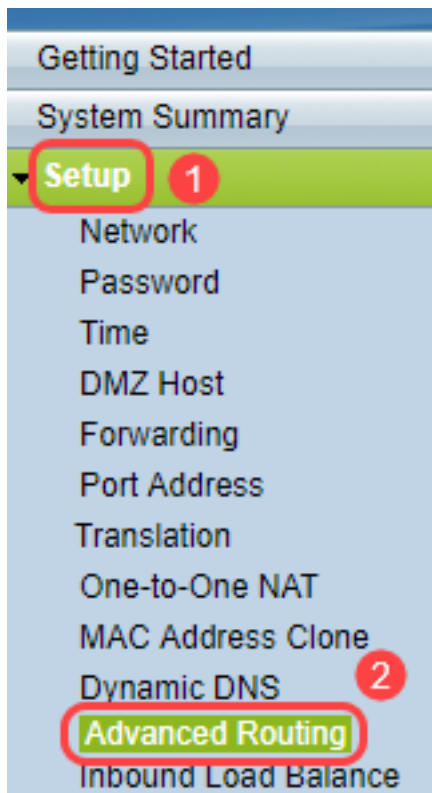 Getting Started
System Summary
Setup 1
Network
Password
Time
DMZ Host
Forwarding
Port Address
Translation
One-to-One NAT
MAC Address Clone
Dynamic DNS 2
Advanced Routing
Inbound Load Balance